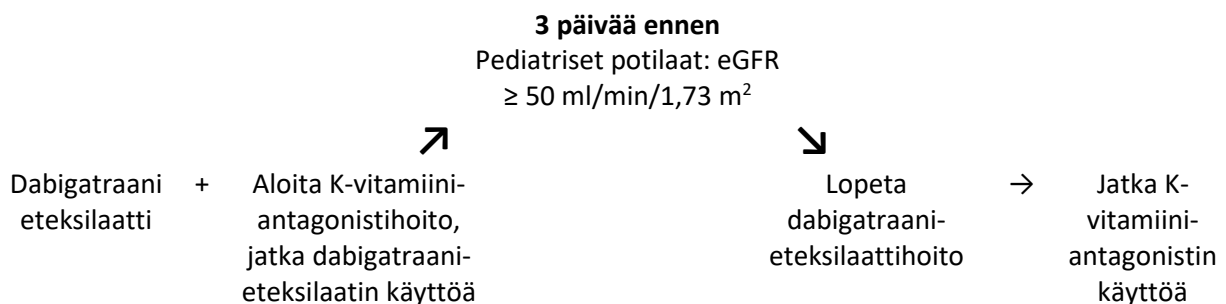 3 päivää ennen
Pediatriset potilaat: eGFR
≥ 50 ml/min/1,73 m²
Dabigatraani
eteksilaatti
+
Aloita K-vitamiini-
antagonistihoito,
jatka dabigatraani-
eteksilaatin käyttöä
Lopeta
dabigatraani-
eteksilaattihoito
→
Jatka K-
vitamiini-
antagonistin
käyttöä